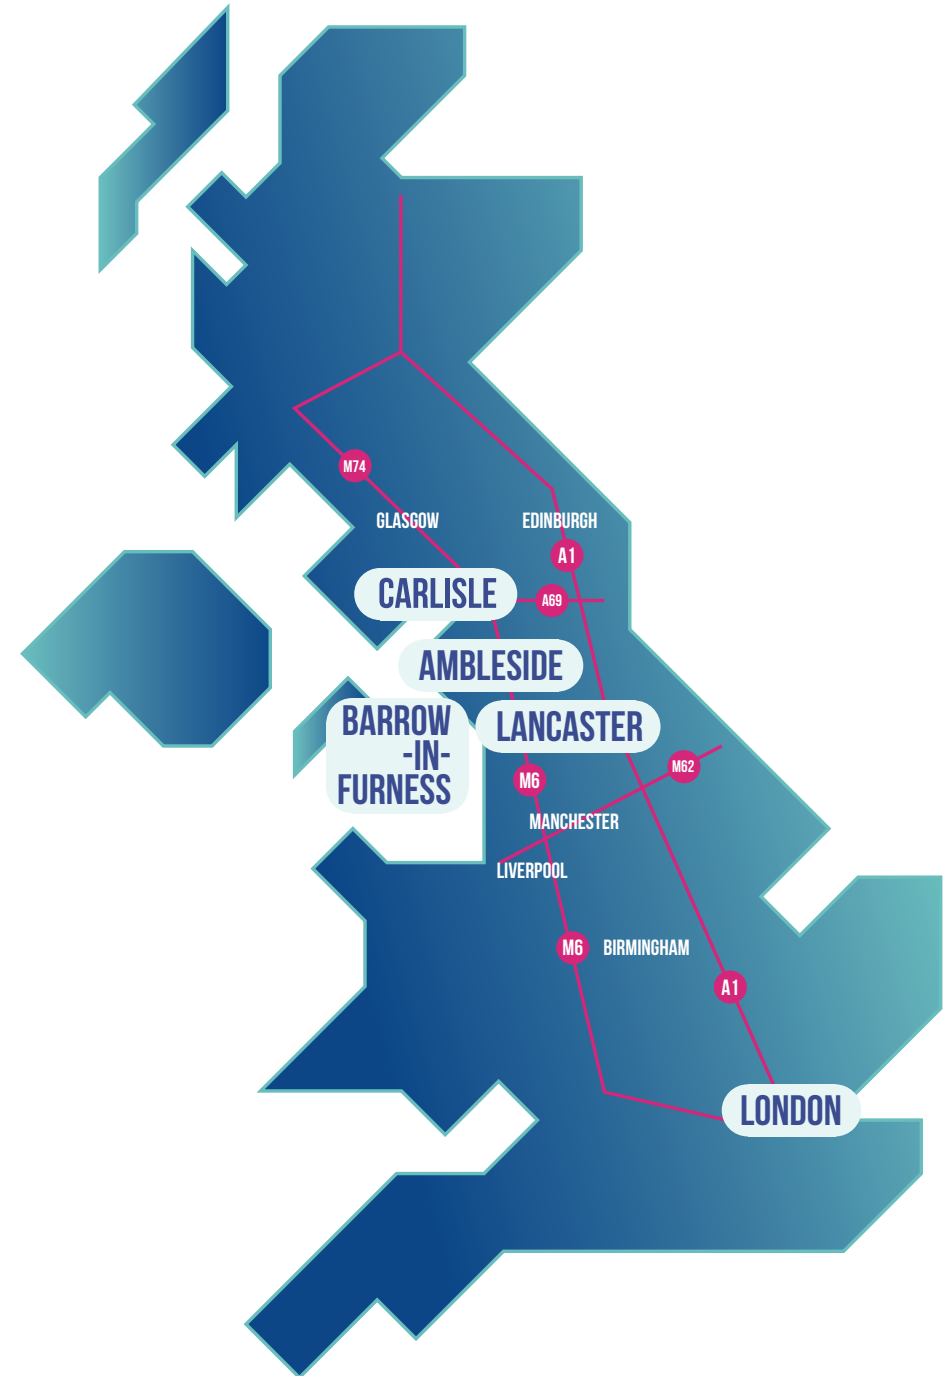 M74
GLASGOW
EDINBURGH
A1
CARLISLE
A69
AMBLESIDE
BARROW
-IN-
FURNESS
LANCASTER
M62
M6
MANCHESTER
LIVERPOOL
M6
BIRMINGHAM
A1
LONDON